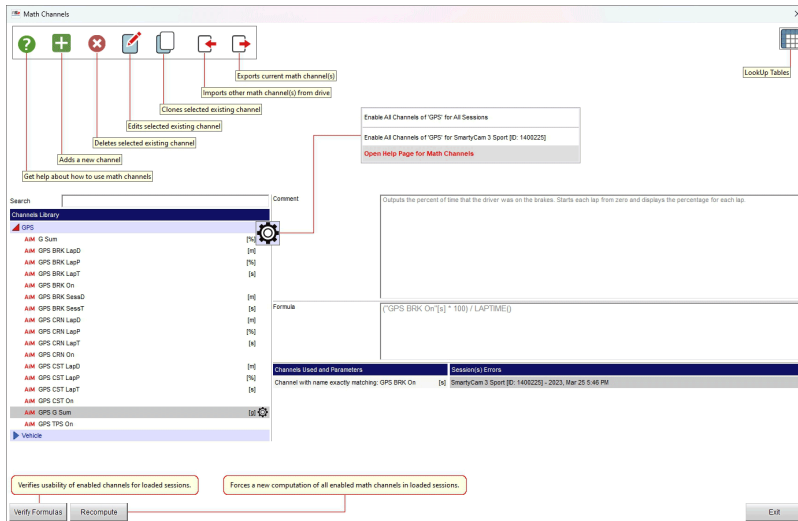 Math Channels
Exports current math channel(s)
Imports other math channel(s) from drive
Clones selected existing channel
Edits selected existing channel
Deletes selected existing channel
Adds a new channel
Get help about how to use math channels
LookUp Tables
Enable All Channels of 'GPS' for All Sessions
Enable All Channels of 'GPS' for SmartyCam 3 Sport [ID: 1400225]
Open Help Page for Math Channels
Search
Channels Library
GPS
AiM G Sum [%]
AiM GPS BRK LapD [m]
AiM GPS BRK LapP [%]
AiM GPS BRK LapT [s]
AiM GPS BRK On
AiM GPS BRK SessD [m]
AiM GPS BRK SessT [s]
AiM GPS CRN LapD [m]
AiM GPS CRN LapP [%]
AiM GPS CRN LapT [s]
AiM GPS CRN On
AiM GPS CST LapD [m]
AiM GPS CST LapP [%]
AiM GPS CST LapT [s]
AiM GPS CST On
AiM GPS G Sum [g]
AiM GPS TPS On
Vehicle
Comment
Outputs the percent of time that the driver was on the brakes. Starts each lap from zero and displays the percentage for each lap.
Formula
("GPS BRK On"[s] * 100) / LAPTIME()
Channels Used and Parameters
Session(s) Errors
Channel with name exactly matching: GPS BRK On [s]
SmartyCam 3 Sport [ID: 1400225] - 2023, Mar 25 5:46 PM
Verifies usability of enabled channels for loaded sessions.
Forces a new computation of all enabled math channels in loaded sessions.
Verify Formulas
Recompute
Exit